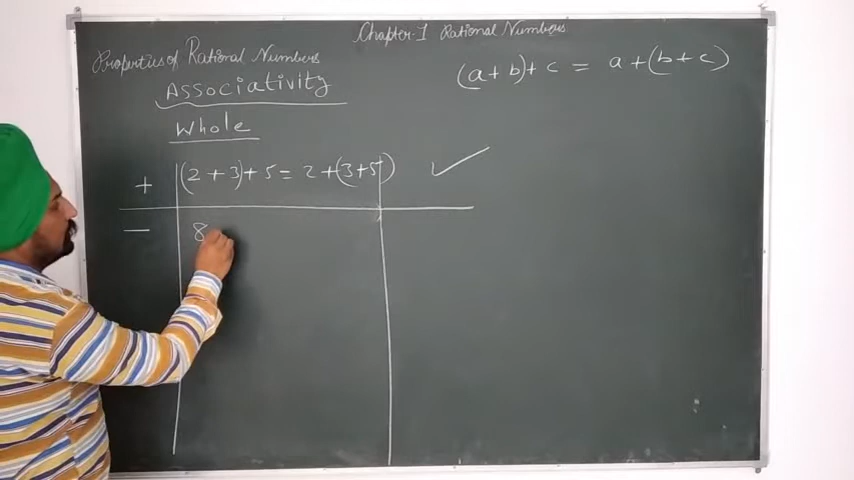 Chapter-1 Rational Numbers
Properties of Rational Numbers
Associativity
(a+b)+c = a+(b+c)
Whole
+ (2+3)+5=2+(3+5) ✓
— 8